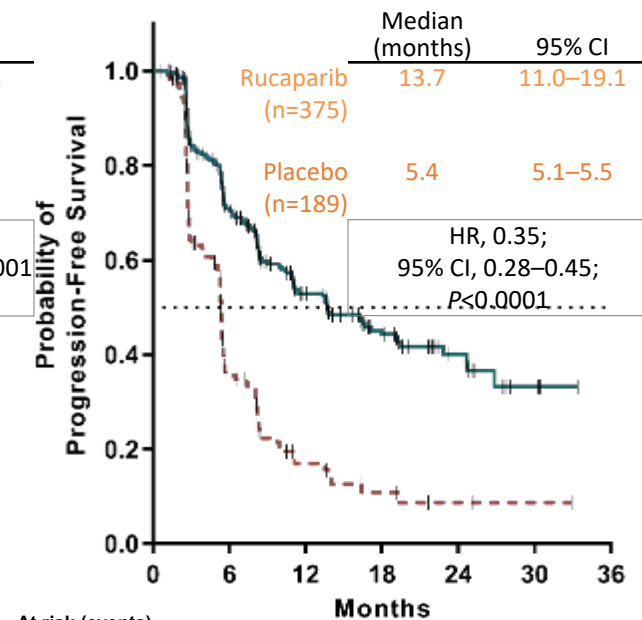 Median
(months) 95% CI
Rucaparib 13.7 11.0–19.1
(n=375)
Placebo 5.4 5.1–5.5
(n=189)
HR, 0.35;
95% CI, 0.28–0.45;
P<0.0001
001
Probability of
Progression-Free Survival
1.0
0.8
0.6
0.4
0.2
0.0
0 6 12 18 24 30 36
Months
At risk (events)